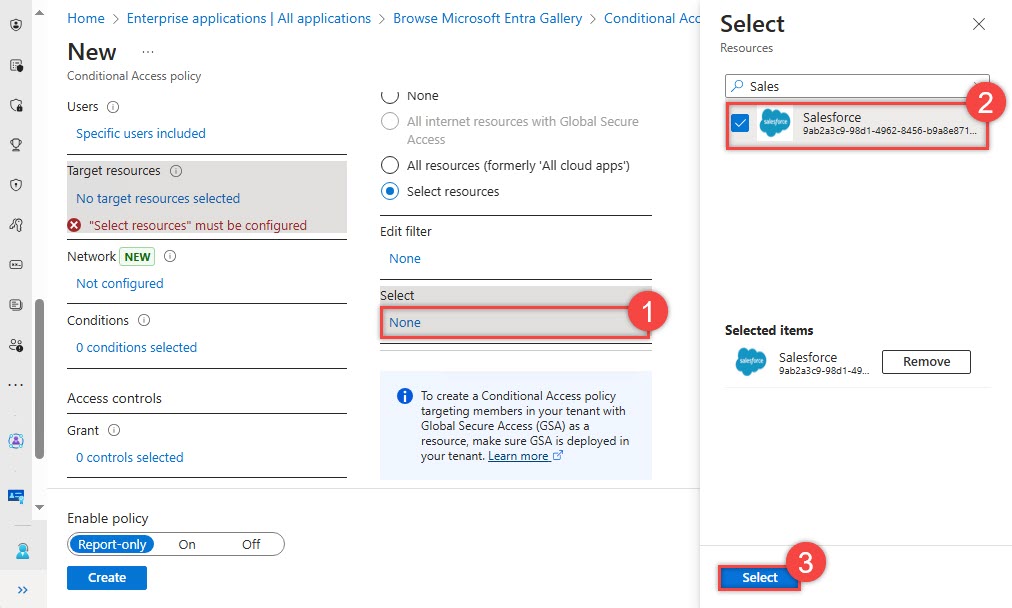 Home > Enterprise applications | All applications > Browse Microsoft Entra Gallery > Conditional Acc
New ...
Conditional Access policy
Users
Specific users included
Target resources
No target resources selected
"Select resources" must be configured
Network NEW
Not configured
Conditions
0 conditions selected
Access controls
Grant
0 controls selected
None
All internet resources with Global Secure
Access
All resources (formerly 'All cloud apps')
Select resources
Edit filter
None
Select
None
1
To create a Conditional Access policy
targeting members in your tenant with
Global Secure Access (GSA) as a
resource, make sure GSA is deployed in
your tenant. Learn more
Enable policy
Report-only On Off
Create
Select
Resources
Sales
2
salesforce
Salesforce
9ab2a3c9-98d1-4962-8456-b9a8e871...
Selected items
salesforce
Salesforce
9ab2a3c9-98d1-49...
Remove
Select
3